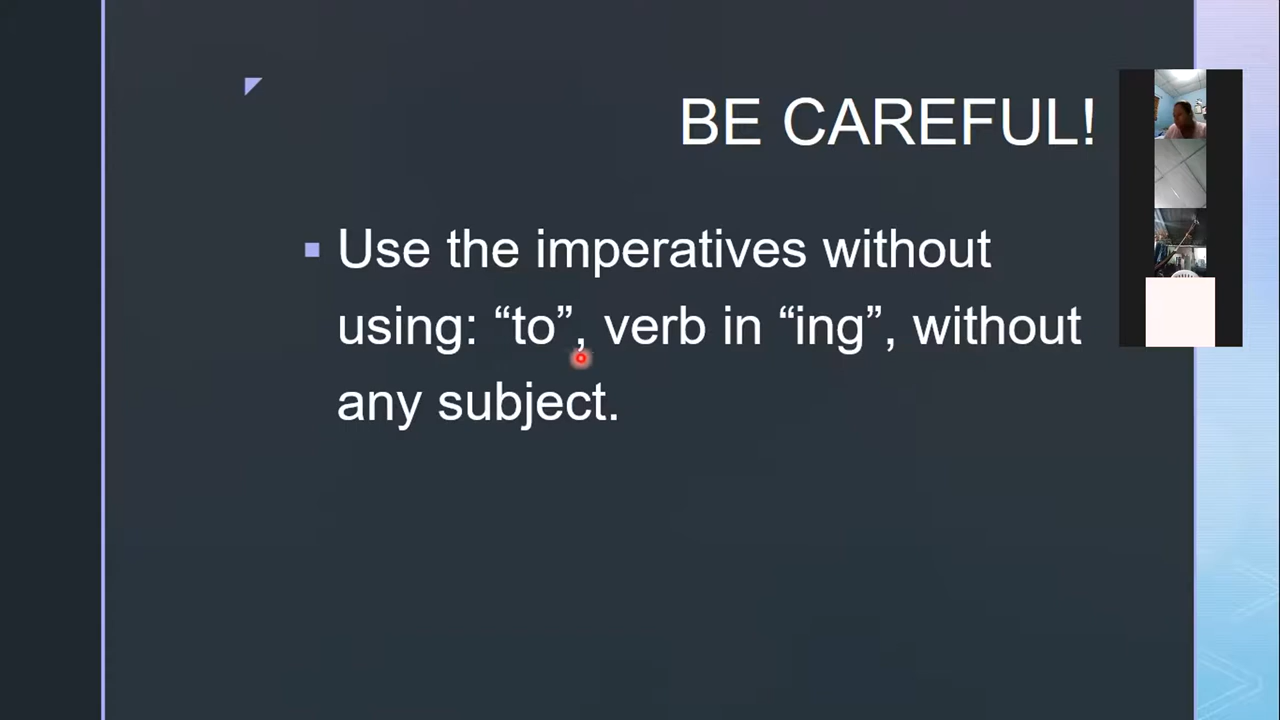 BE CAREFUL!
Use the imperatives without
using: “to”, verb in “ing”, without
any subject.